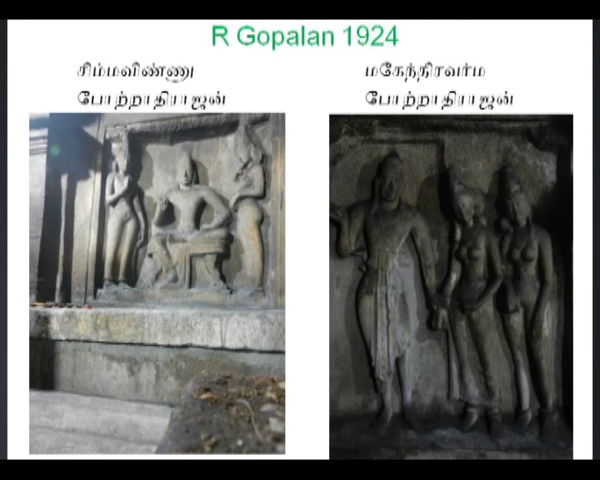 R Gopalan 1924
சிம்மவிண்ணு
போற்றாதிராஜன்
மகேந்திரவர்ம
போற்றாதிராஜன்